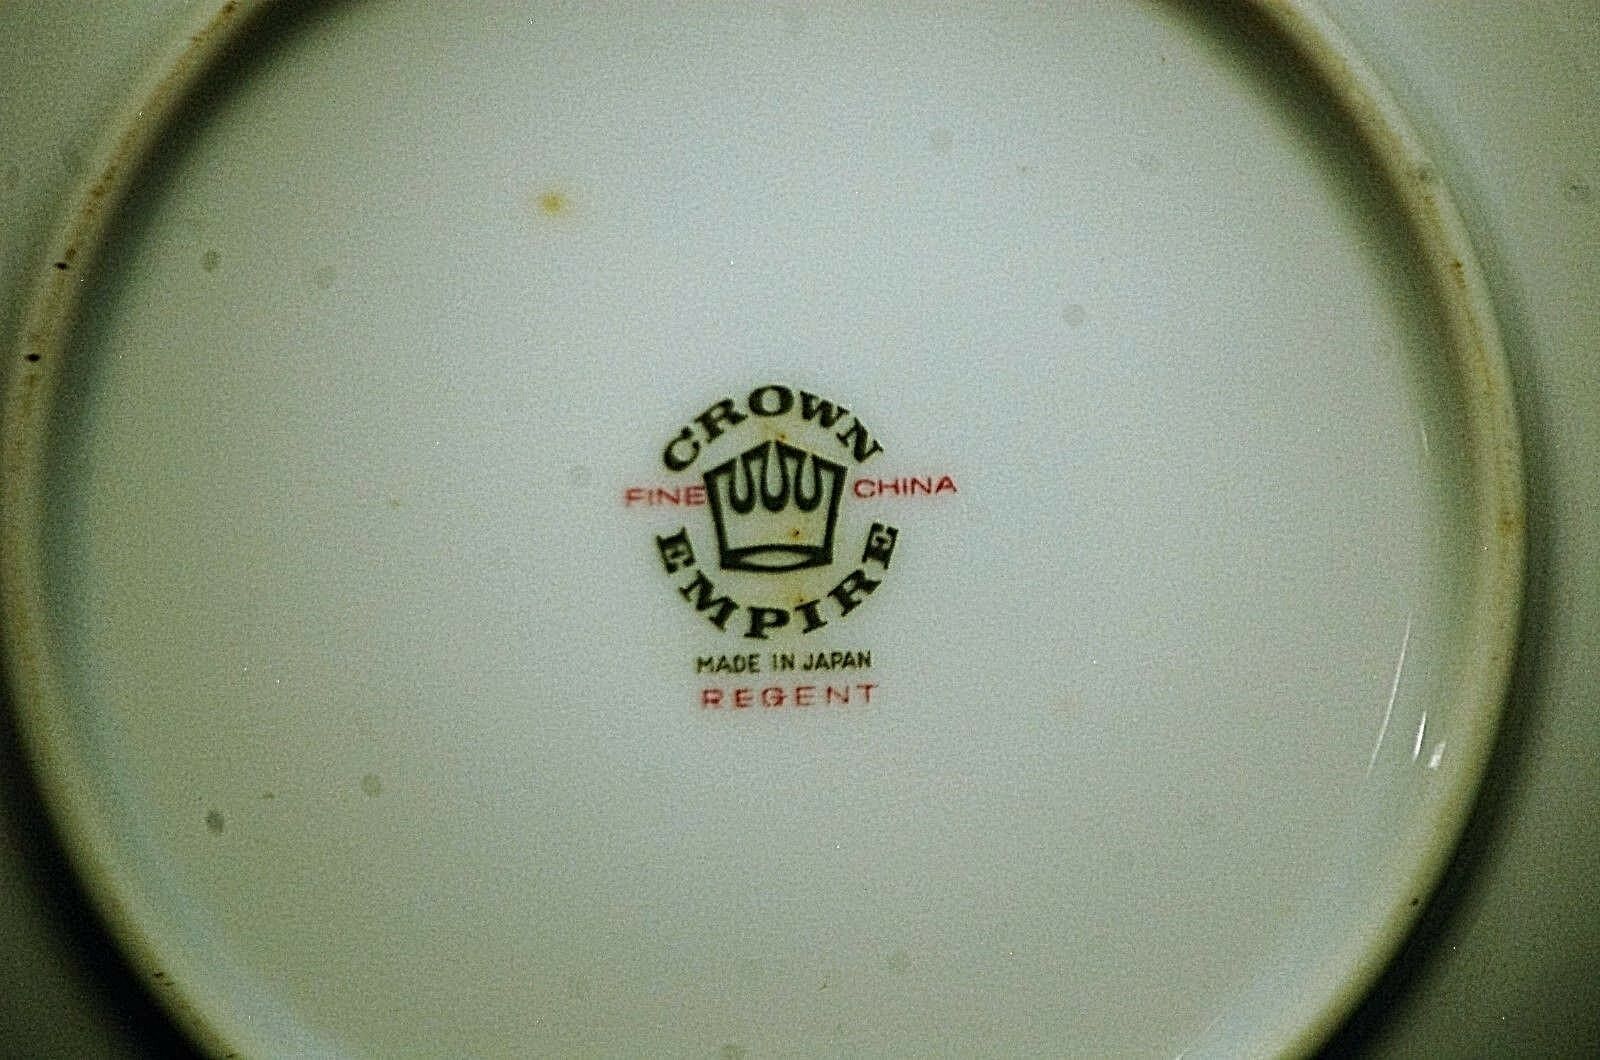 CROWN
FINE CHINA
EMPIRE
MADE IN JAPAN
REGENT